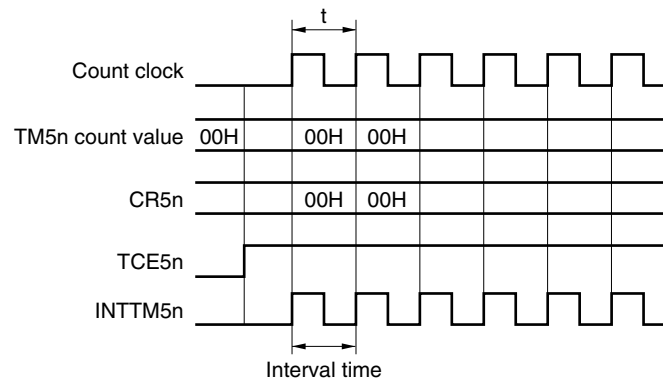 t
Count clock
TM5n count value 00H 00H 00H
CR5n 00H 00H
TCE5n
INTTM5n
Interval time